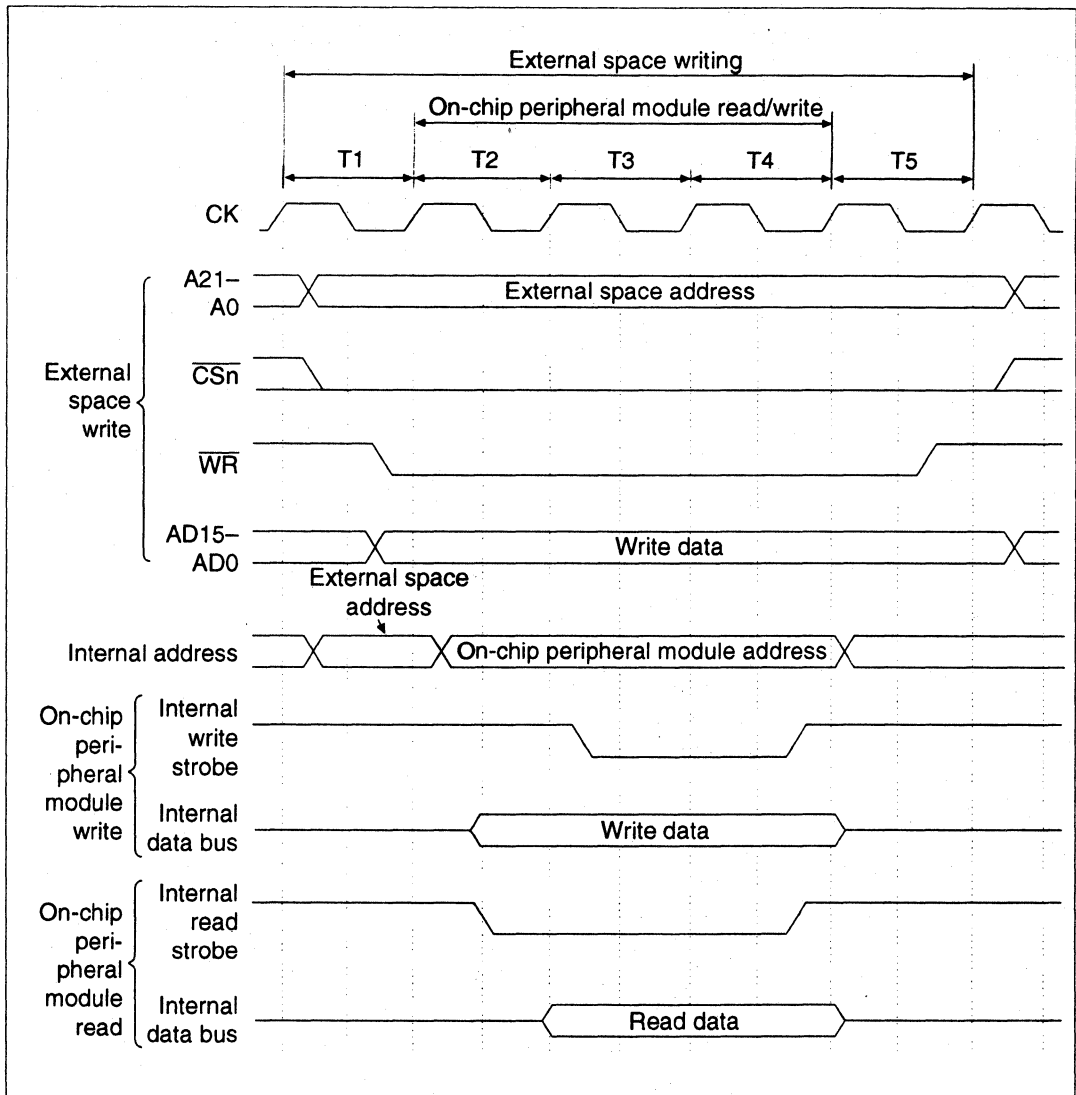 External space writing
On-chip peripheral module read/write
T1 T2 T3 T4 T5
CK
A21–
A0
External space address
CSn
External
space
write
WR
AD15–
AD0
Write data
External space
address
Internal address
On-chip peripheral module address
On-chip
peri-
pheral
module
write
Internal
write
strobe
Internal
data bus
Write data
On-chip
peri-
pheral
module
read
Internal
read
strobe
Internal
data bus
Read data